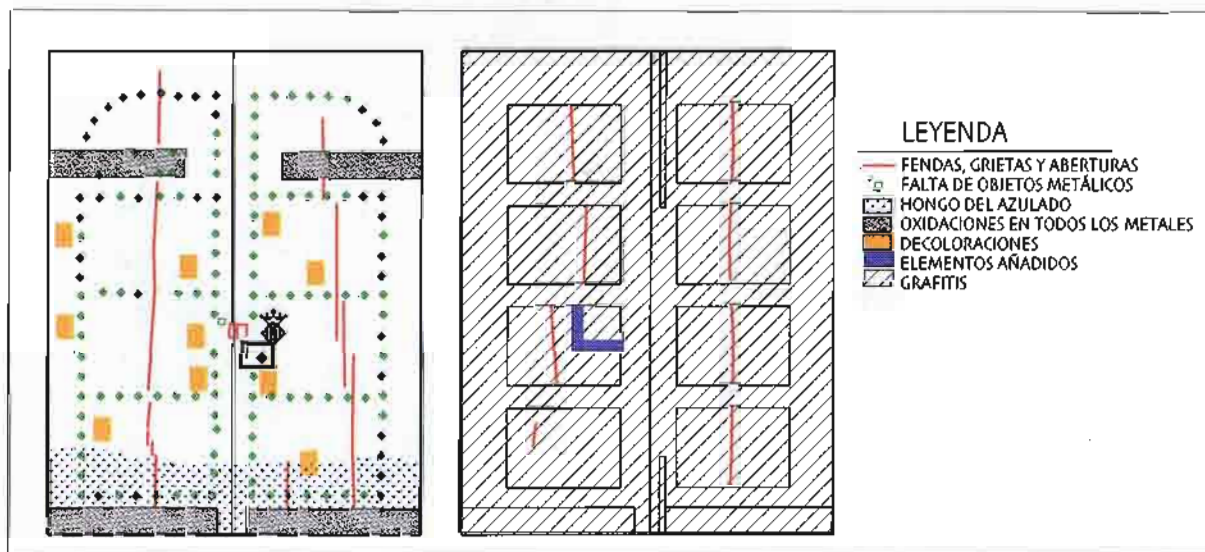 LEYENDA
FENDAS, GRIETAS Y ABERTURAS
FALTA DE OBJETOS METÁLICOS
HONGO DEL AZULADO
OXIDACIONES EN TODOS LOS METALES
DECOLORACIONES
ELEMENTOS AÑADIDOS
GRAFITIS